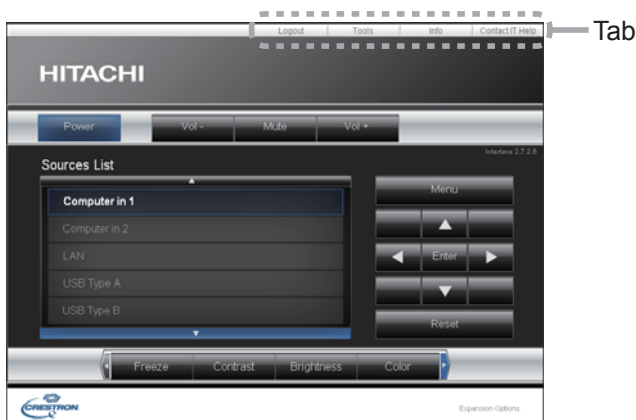 Logout Tools Info Contact IT Help
Tab
HITACHI
Power Vol - Mute Vol +
Interface 2.7.2.6
Sources List
Computer in 1
Computer in 2
LAN
USB Type A
USB Type B
Menu
Enter
Reset
Freeze Contrast Brightness Color
CRESTRON
Expansion Options